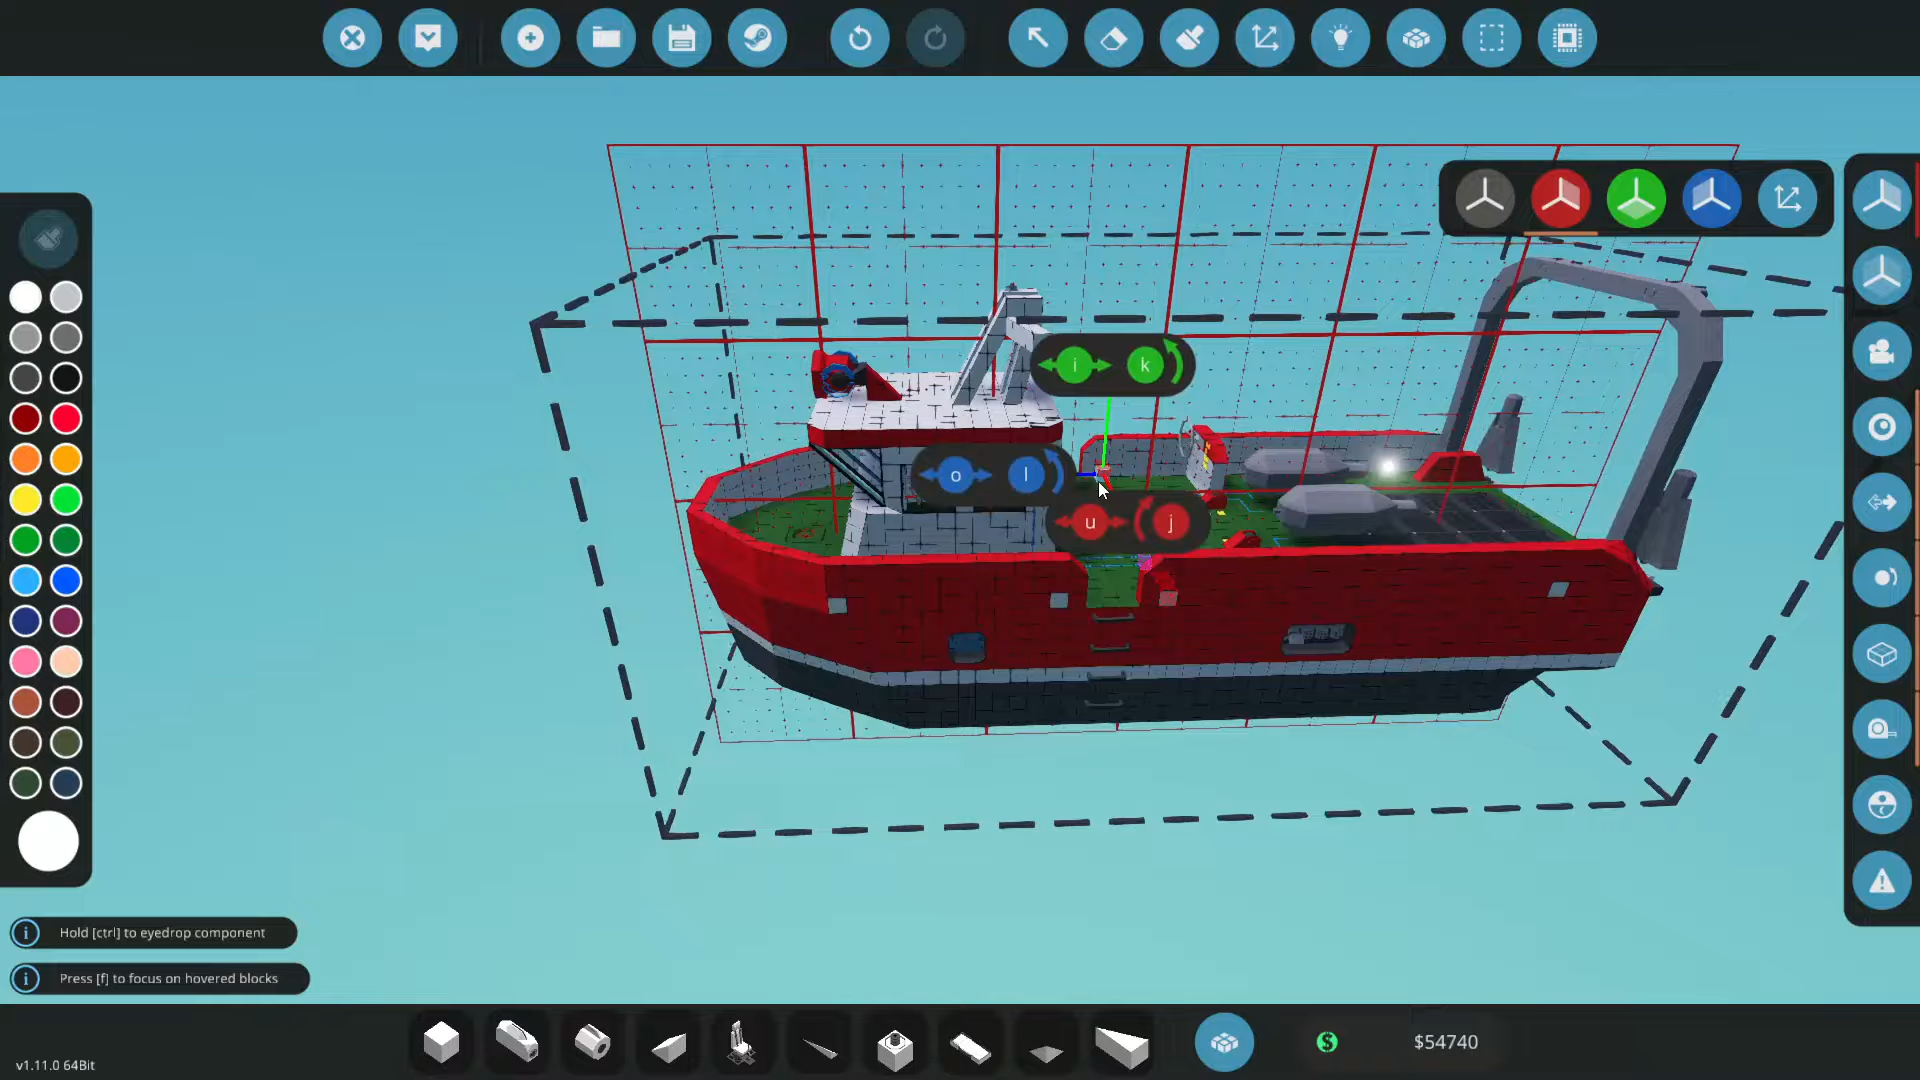 i k
o l
u j
Hold [ctrl] to eyedrop component
Press [f] to focus on hovered blocks
$ $54740
v1.11.0 64Bit